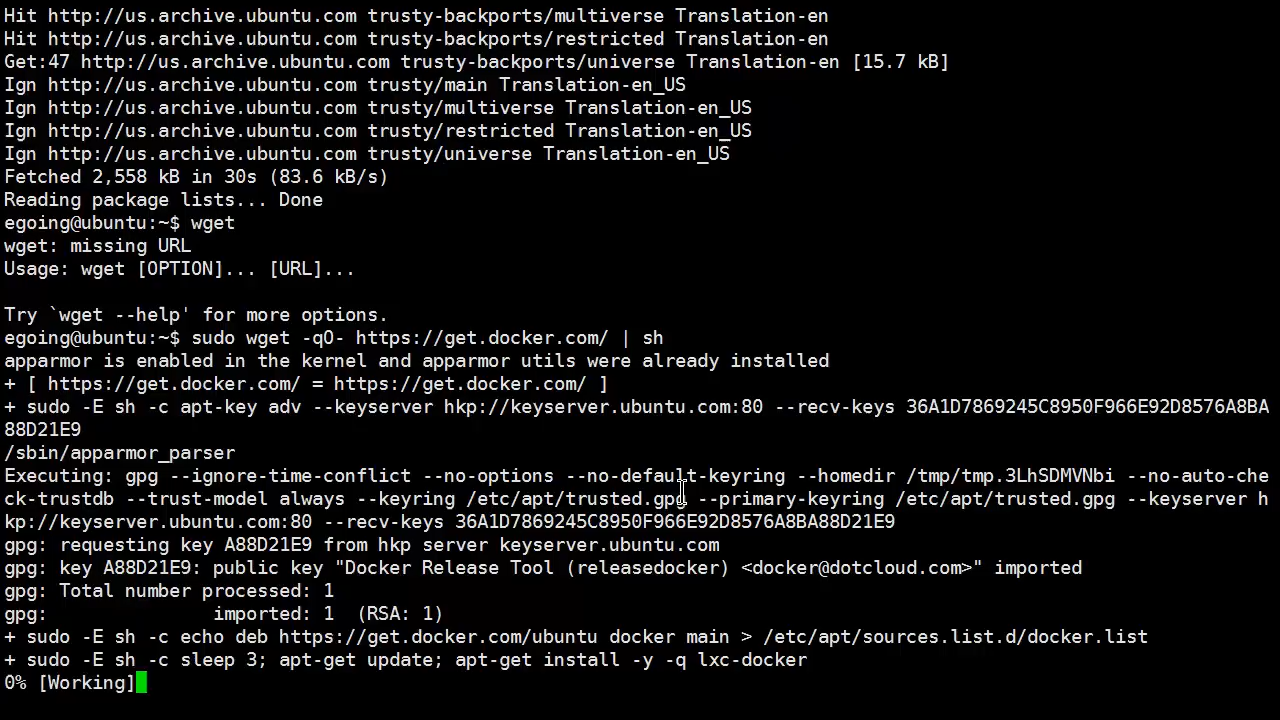 Hit http://us.archive.ubuntu.com trusty-backports/multiverse Translation-en
Hit http://us.archive.ubuntu.com trusty-backports/restricted Translation-en
Get:47 http://us.archive.ubuntu.com trusty-backports/universe Translation-en [15.7 kB]
Ign http://us.archive.ubuntu.com trusty/main Translation-en_US
Ign http://us.archive.ubuntu.com trusty/multiverse Translation-en_US
Ign http://us.archive.ubuntu.com trusty/restricted Translation-en_US
Ign http://us.archive.ubuntu.com trusty/universe Translation-en_US
Fetched 2,558 kB in 30s (83.6 kB/s)
Reading package lists... Done
egoing@ubuntu:~$ wget
wget: missing URL
Usage: wget [OPTION]... [URL]...

Try `wget --help' for more options.
egoing@ubuntu:~$ sudo wget -qO- https://get.docker.com/ | sh
apparmor is enabled in the kernel and apparmor utils were already installed
+ [ https://get.docker.com/ = https://get.docker.com/ ]
+ sudo -E sh -c apt-key adv --keyserver hkp://keyserver.ubuntu.com:80 --recv-keys 36A1D7869245C8950F966E92D8576A8BA
88D21E9
/sbin/apparmor_parser
Executing: gpg --ignore-time-conflict --no-options --no-default-keyring --homedir /tmp/tmp.3LhSDMVNbi --no-auto-che
ck-trustdb --trust-model always --keyring /etc/apt/trusted.gpg --primary-keyring /etc/apt/trusted.gpg --keyserver h
kp://keyserver.ubuntu.com:80 --recv-keys 36A1D7869245C8950F966E92D8576A8BA88D21E9
gpg: requesting key A88D21E9 from hkp server keyserver.ubuntu.com
gpg: key A88D21E9: public key "Docker Release Tool (releasedocker) <docker@dotcloud.com>" imported
gpg: Total number processed: 1
gpg:               imported: 1  (RSA: 1)
+ sudo -E sh -c echo deb https://get.docker.com/ubuntu docker main > /etc/apt/sources.list.d/docker.list
+ sudo -E sh -c sleep 3; apt-get update; apt-get install -y -q lxc-docker
0% [Working]